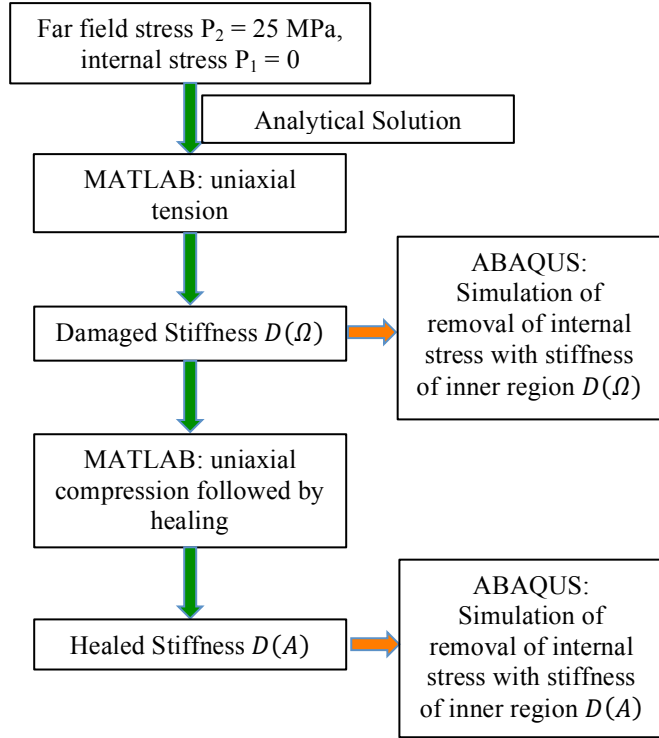 Far field stress P₂ = 25 MPa,
internal stress P₁ = 0
Analytical Solution
MATLAB: uniaxial
tension
Damaged Stiffness D(Ω)
ABAQUS:
Simulation of
removal of internal
stress with stiffness
of inner region D(Ω)
MATLAB: uniaxial
compression followed by
healing
Healed Stiffness D(A)
ABAQUS:
Simulation of
removal of internal
stress with stiffness
of inner region D(A)